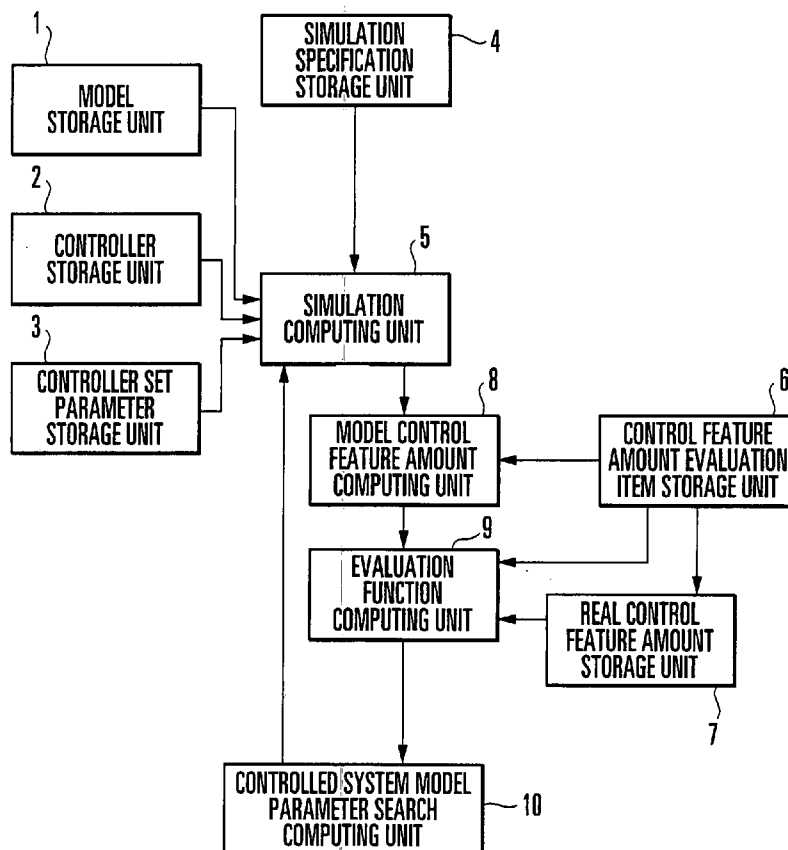 1
MODEL
STORAGE UNIT
4
SIMULATION
SPECIFICATION
STORAGE UNIT
2
CONTROLLER
STORAGE UNIT
5
SIMULATION
COMPUTING UNIT
3
CONTROLLER SET
PARAMETER
STORAGE UNIT
8
MODEL CONTROL
FEATURE AMOUNT
COMPUTING UNIT
6
CONTROL FEATURE
AMOUNT EVALUATION
ITEM STORAGE UNIT
9
EVALUATION
FUNCTION
COMPUTING UNIT
REAL CONTROL
FEATURE AMOUNT
STORAGE UNIT
7
CONTROLLED SYSTEM MODEL
PARAMETER SEARCH
COMPUTING UNIT
10